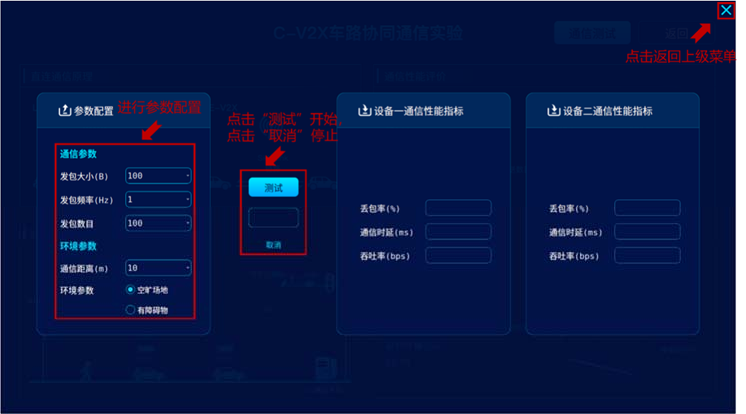 C-V2X车路协同通信实验
通信测试
返回
点击返回上级菜单
参数配置
进行参数配置
通信参数
发包大小(B)
100
发包频率(Hz)
1
发包数目
100
环境参数
通信距离(m)
10
环境参数
空旷场地
有障碍物
点击“测试”开始，
点击“取消”停止
测试
取消
设备一通信性能指标
丢包率(%)
通信时延(ms)
吞吐率(bps)
设备二通信性能指标
丢包率(%)
通信时延(ms)
吞吐率(bps)